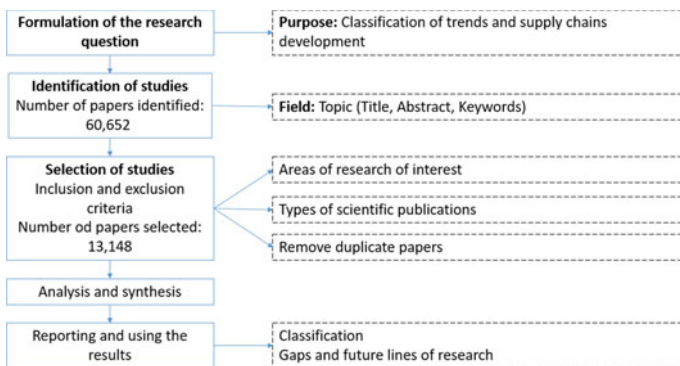 Formulation of the research
question
Purpose: Classification of trends and supply chains
development
Identification of studies
Number of papers identified:
60,652
Field: Topic (Title, Abstract, Keywords)
Selection of studies
Inclusion and exclusion
criteria
Number od papers selected:
13,148
Areas of research of interest
Types of scientific publications
Remove duplicate papers
Analysis and synthesis
Reporting and using the
results
Classification
Gaps and future lines of research